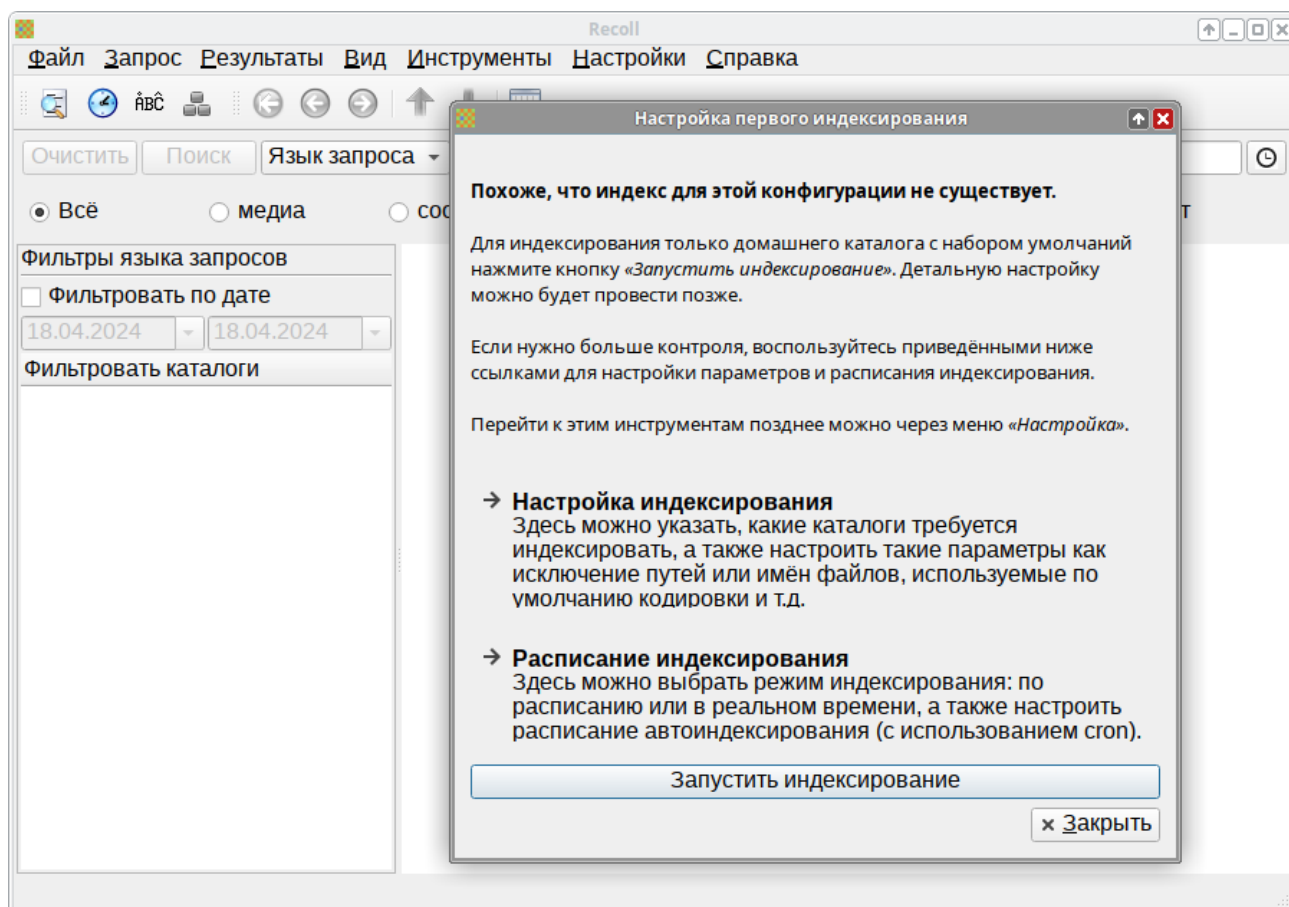 Recoll
Файл Запрос Результаты Вид Инструменты Настройки Справка
ÀBĈ
Очистить Поиск Язык запроса
Всё медиа
Фильтры языка запросов
Фильтровать по дате
18.04.2024 18.04.2024
Фильтровать каталоги
Настройка первого индексирования
Похоже, что индекс для этой конфигурации не существует.
Для индексирования только домашнего каталога с набором умолчаний
нажмите кнопку «Запустить индексирование». Детальную настройку
можно будет провести позже.
Если нужно больше контроля, воспользуйтесь приведёнными ниже
ссылками для настройки параметров и расписания индексирования.
Перейти к этим инструментам позднее можно через меню «Настройка».
Настройка индексирования
Здесь можно указать, какие каталоги требуется
индексировать, а также настроить такие параметры как
исключение путей или имён файлов, используемые по
умолчанию кодировки и т.д.
Расписание индексирования
Здесь можно выбрать режим индексирования: по
расписанию или в реальном времени, а также настроить
расписание автоиндексирования (с использованием cron).
Запустить индексирование
Закрыть